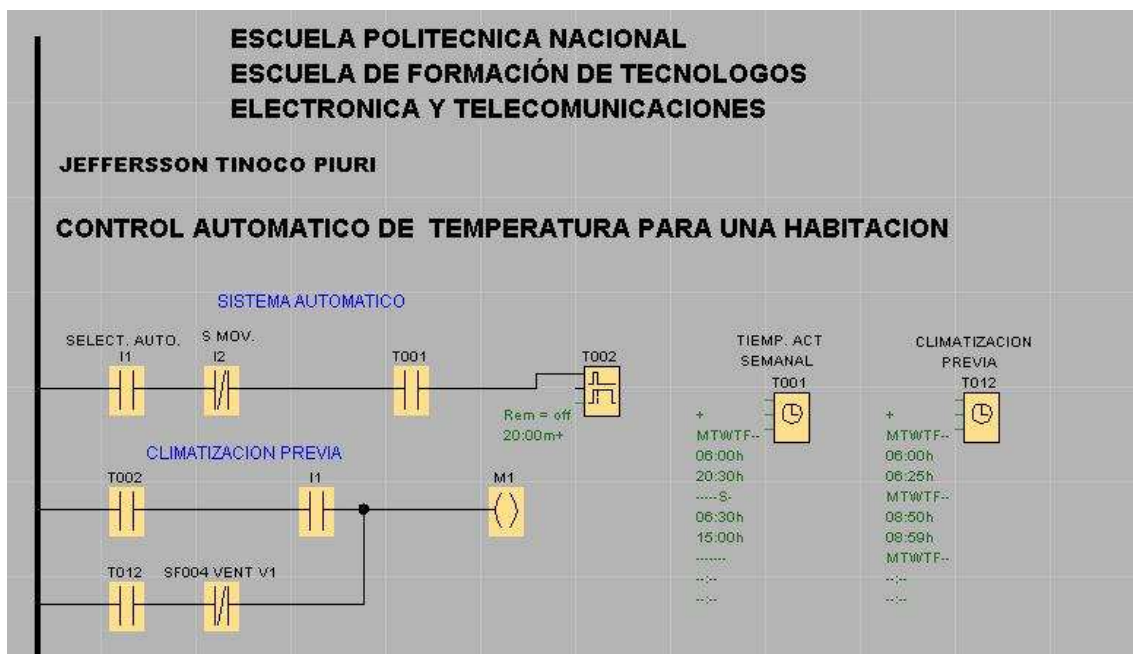 ESCUELA POLITECNICA NACIONAL
ESCUELA DE FORMACIÓN DE TECNOLOGOS
ELECTRONICA Y TELECOMUNICACIONES
JEFFERSSON TINOCO PIURI
CONTROL AUTOMATICO DE TEMPERATURA PARA UNA HABITACION
SISTEMA AUTOMATICO
SELECT. AUTO.
I1
S MOV.
I2
T001
T002
Rem = off
20:00m+
TIEMP. ACT
SEMANAL
T001
+
MTWTF--
06:00h
20:30h
-----S-
06:30h
15:00h
-------
--:--
--:--
CLIMATIZACION
PREVIA
T012
+
MTWTF--
06:00h
06:25h
MTWTF--
08:50h
08:59h
MTWTF--
--:--
--:--
CLIMATIZACION PREVIA
T002
I1
M1
T012
SF004 VENT V1